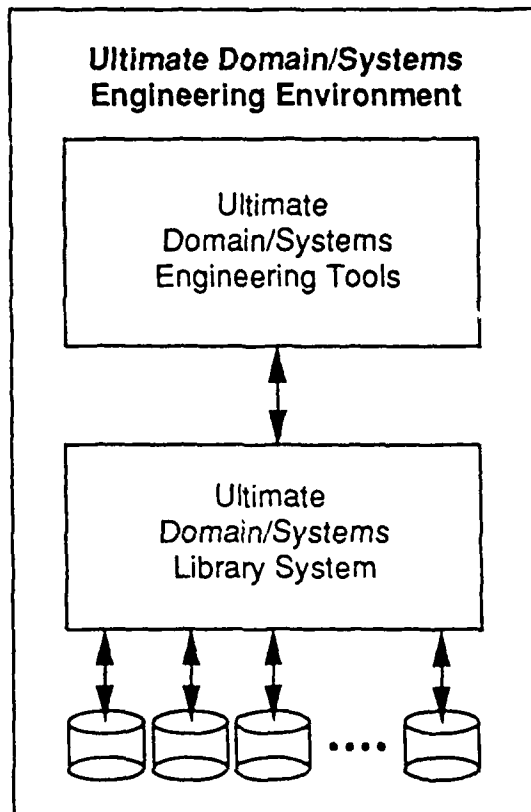 Ultimate Domain/Systems
Engineering Environment
Ultimate
Domain/Systems
Engineering Tools
Ultimate
Domain/Systems
Library System